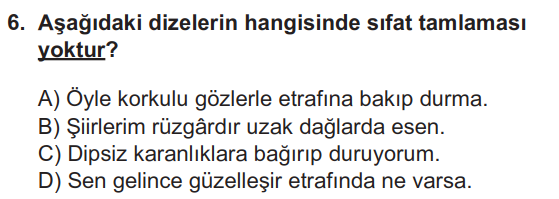 6. Aşağıdaki dizelerin hangisinde sıfat tamlaması
yoktur?
A) Öyle korkulu gözlerle etrafına bakıp durma.
B) Şiirlerim rüzgârdır uzak dağlarda esen.
C) Dipsiz karanlıklara bağırıp duruyorum.
D) Sen gelince güzelleşir etrafında ne varsa.